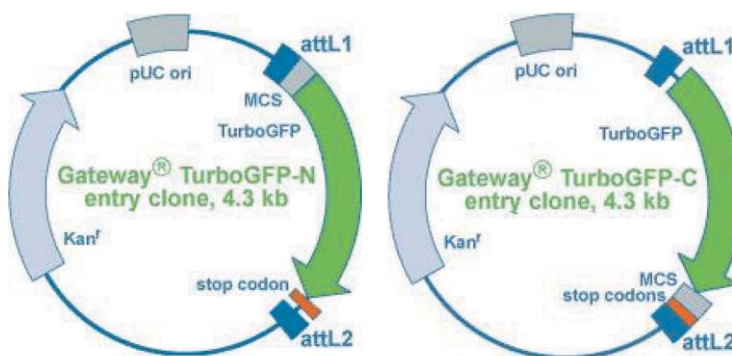 attL1
pUC ori
MCS
TurboGFP
Gateway® TurboGFP-N
entry clone, 4.3 kb
Kanʳ
stop codon
attL2
attL1
pUC ori
TurboGFP
Gateway® TurboGFP-C
entry clone, 4.3 kb
Kanʳ
MCS
stop codons
attL2